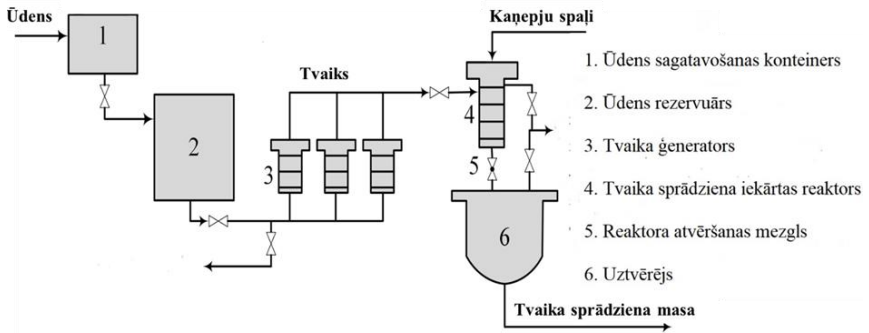 Ūdens
1
Kaņepju spaļi
Tvaiks
4
2
3
5
6
Tvaika sprādziena masa
1. Ūdens sagatavošanas konteiners
2. Ūdens rezervuārs
3. Tvaika ģenerators
4. Tvaika sprādziena iekārtas reaktors
5. Reaktora atvēršanas mezgls
6. Uztvērējs